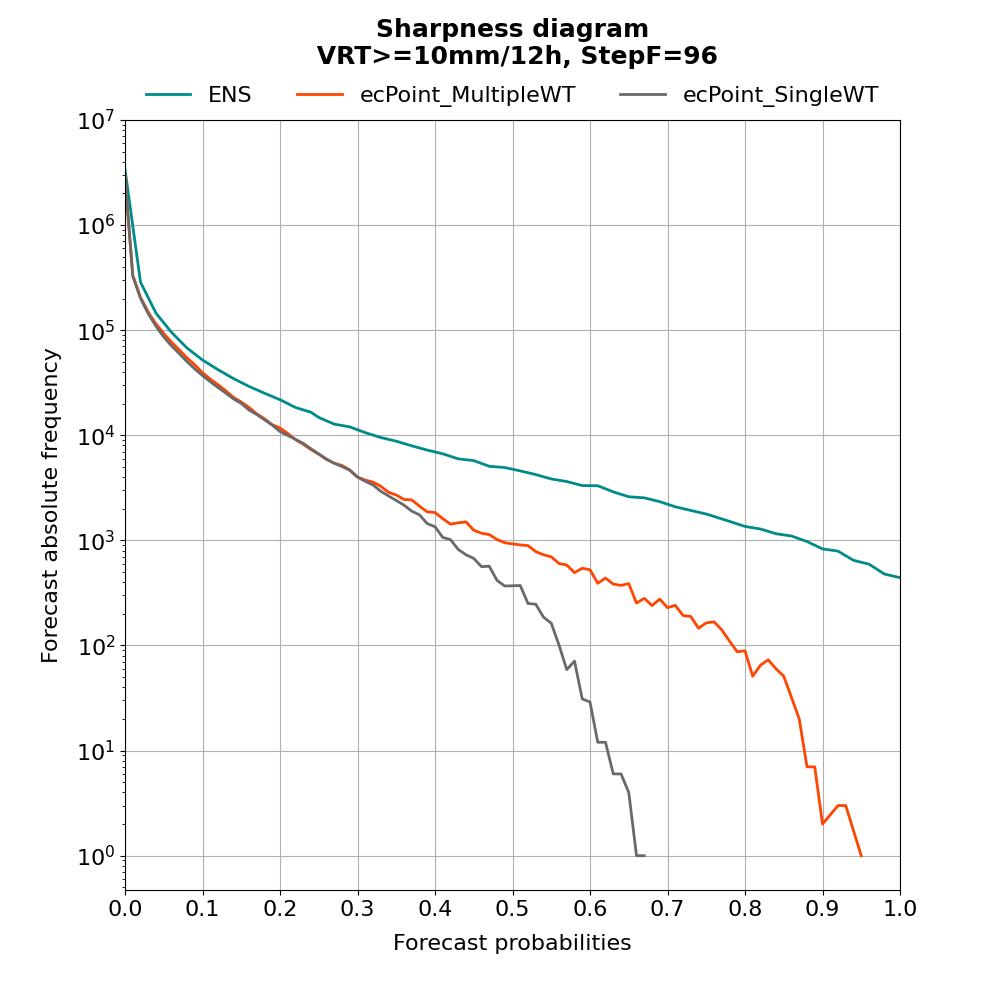 Sharpness diagram
VRT>=10mm/12h, StepF=96
ENS ecPoint_MultipleWT ecPoint_SingleWT
10⁷
10⁶
10⁵
10⁴
10³
10²
10¹
10⁰
Forecast absolute frequency
0.0 0.1 0.2 0.3 0.4 0.5 0.6 0.7 0.8 0.9 1.0
Forecast probabilities